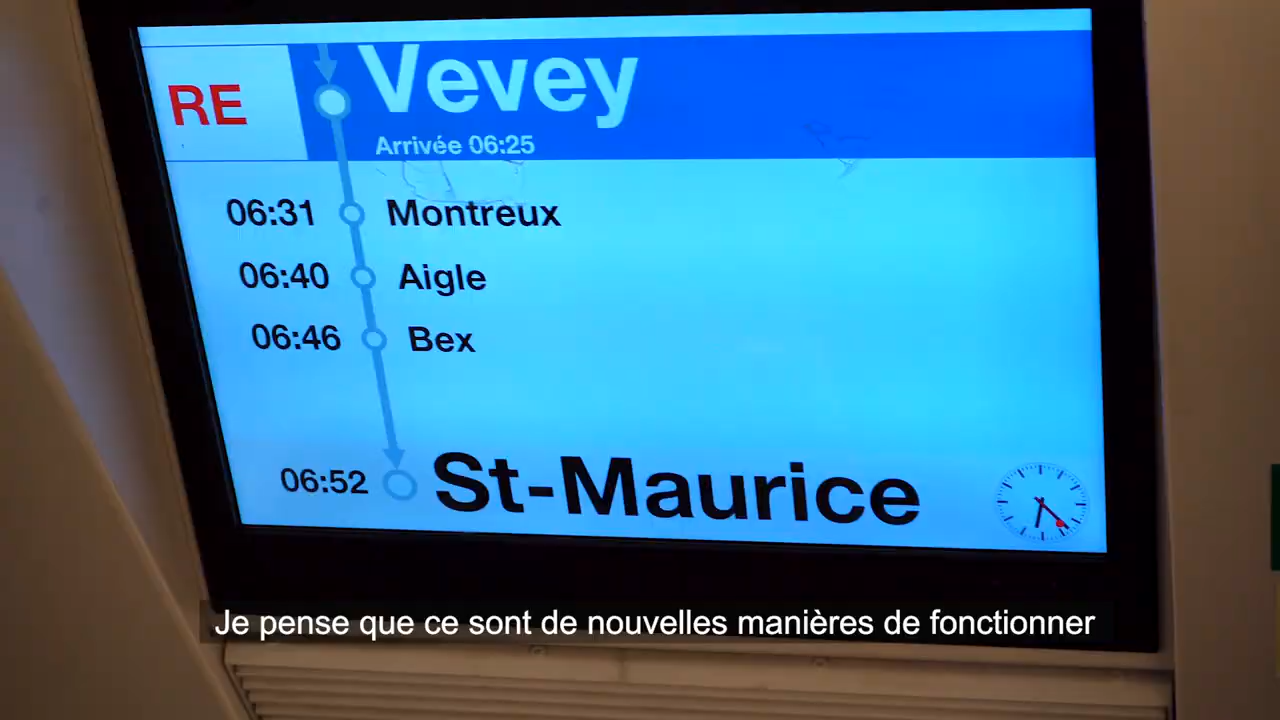 RE
Vevey
Arrivée 06:25
06:31 Montreux
06:40 Aigle
06:46 Bex
06:52 St-Maurice
Je pense que ce sont de nouvelles manières de fonctionner